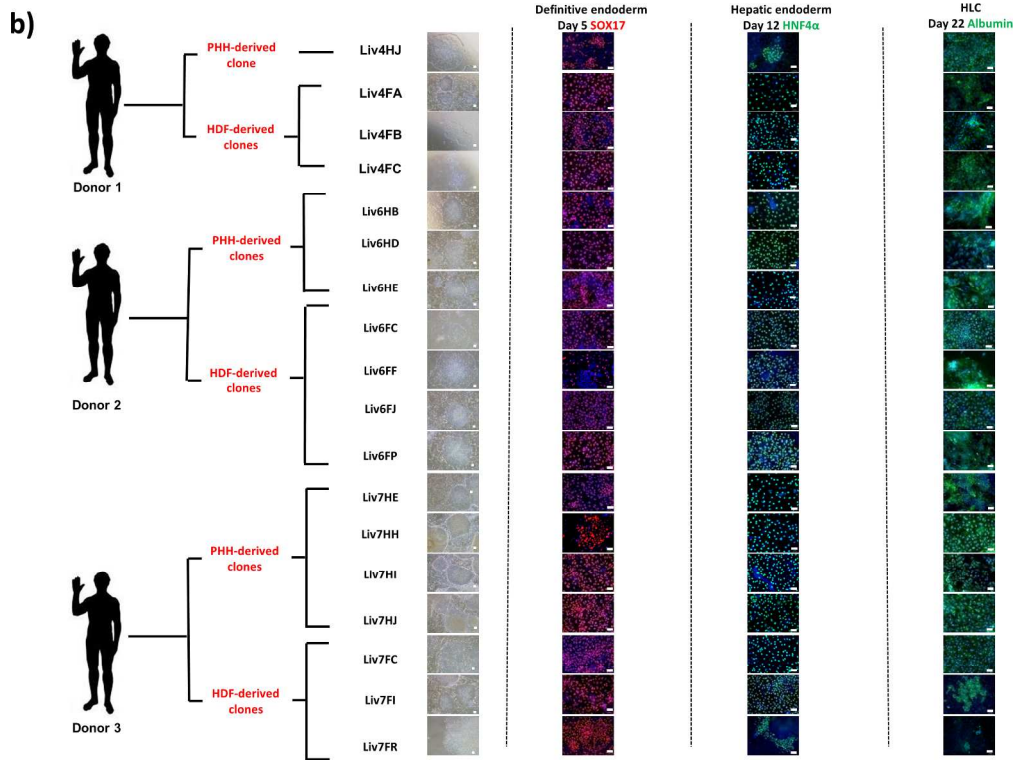 b)
Definitive endoderm
Day 5 SOX17
Hepatic endoderm
Day 12 HNF4α
HLC
Day 22 Albumin
PHH-derived
clone
HDF-derived
clones
Donor 1
Liv4HJ
Liv4FA
Liv4FB
Liv4FC
PHH-derived
clones
HDF-derived
clones
Donor 2
Liv6HB
Liv6HD
Liv6HE
Liv6FC
Liv6FF
Liv6FJ
Liv6FP
PHH-derived
clones
HDF-derived
clones
Donor 3
Liv7HE
Liv7HH
LIv7HI
Liv7HJ
Liv7FC
Liv7FI
Liv7FR